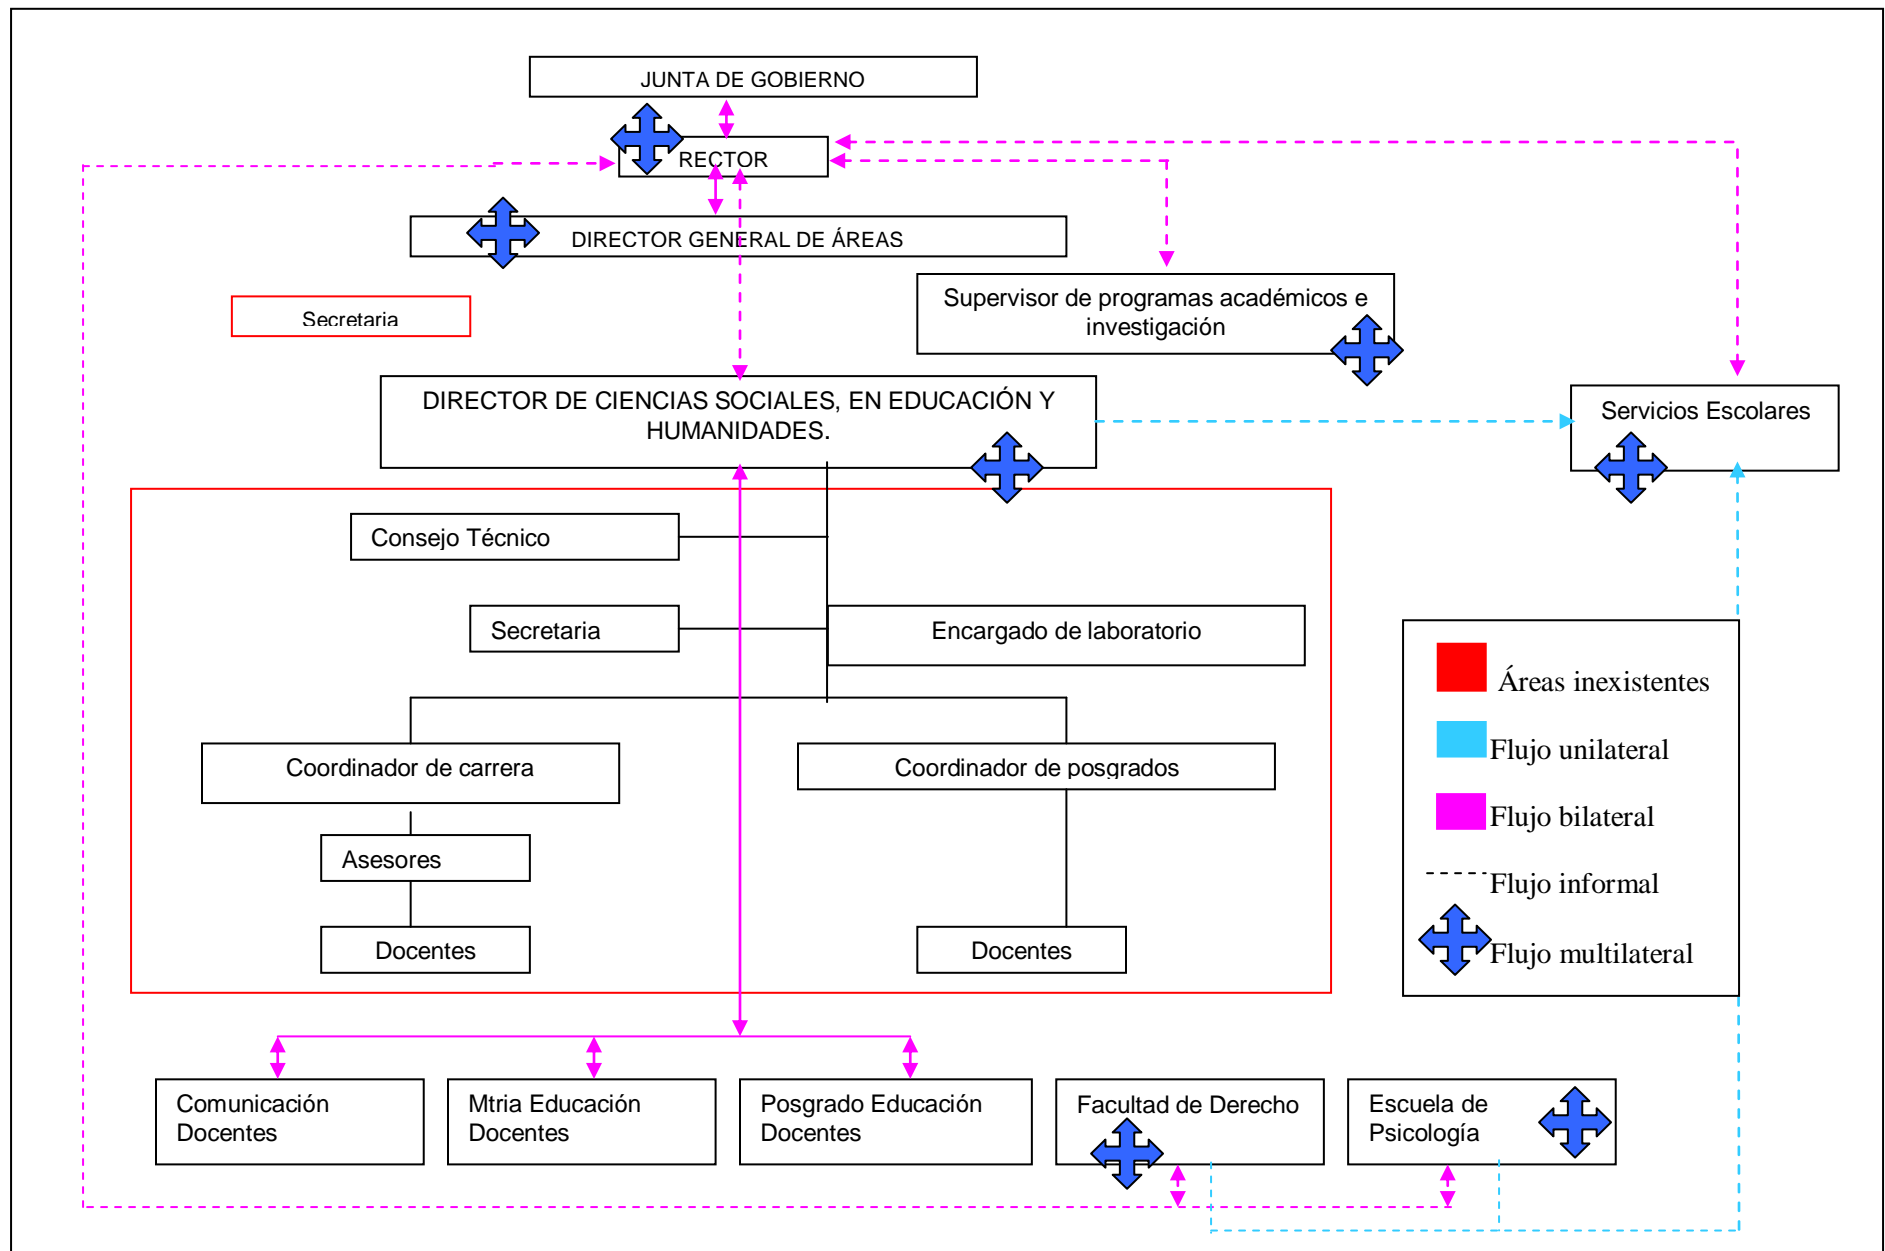 JUNTA DE GOBIERNO
RECTOR
DIRECTOR GENERAL DE ÁREAS
Secretaria
Supervisor de programas académicos e
investigación
DIRECTOR DE CIENCIAS SOCIALES, EN EDUCACIÓN Y
HUMANIDADES.
Servicios Escolares
Consejo Técnico
Secretaria
Encargado de laboratorio
Coordinador de carrera
Coordinador de posgrados
Asesores
Docentes
Docentes
Áreas inexistentes
Flujo unilateral
Flujo bilateral
Flujo informal
Flujo multilateral
Comunicación
Docentes
Mtria Educación
Docentes
Posgrado Educación
Docentes
Facultad de Derecho
Escuela de
Psicología